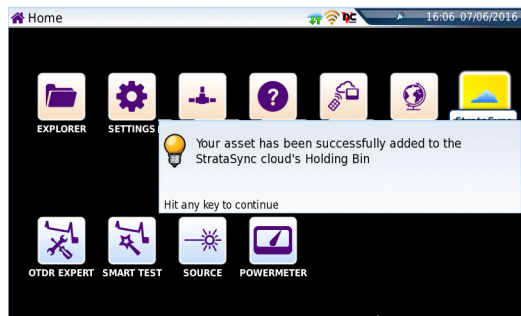 Home
16:06 07/06/2016
EXPLORER
SETTINGS
Your asset has been successfully added to the
StrataSync cloud's Holding Bin
Hit any key to continue
OTDR EXPERT
SMART TEST
SOURCE
POWERMETER